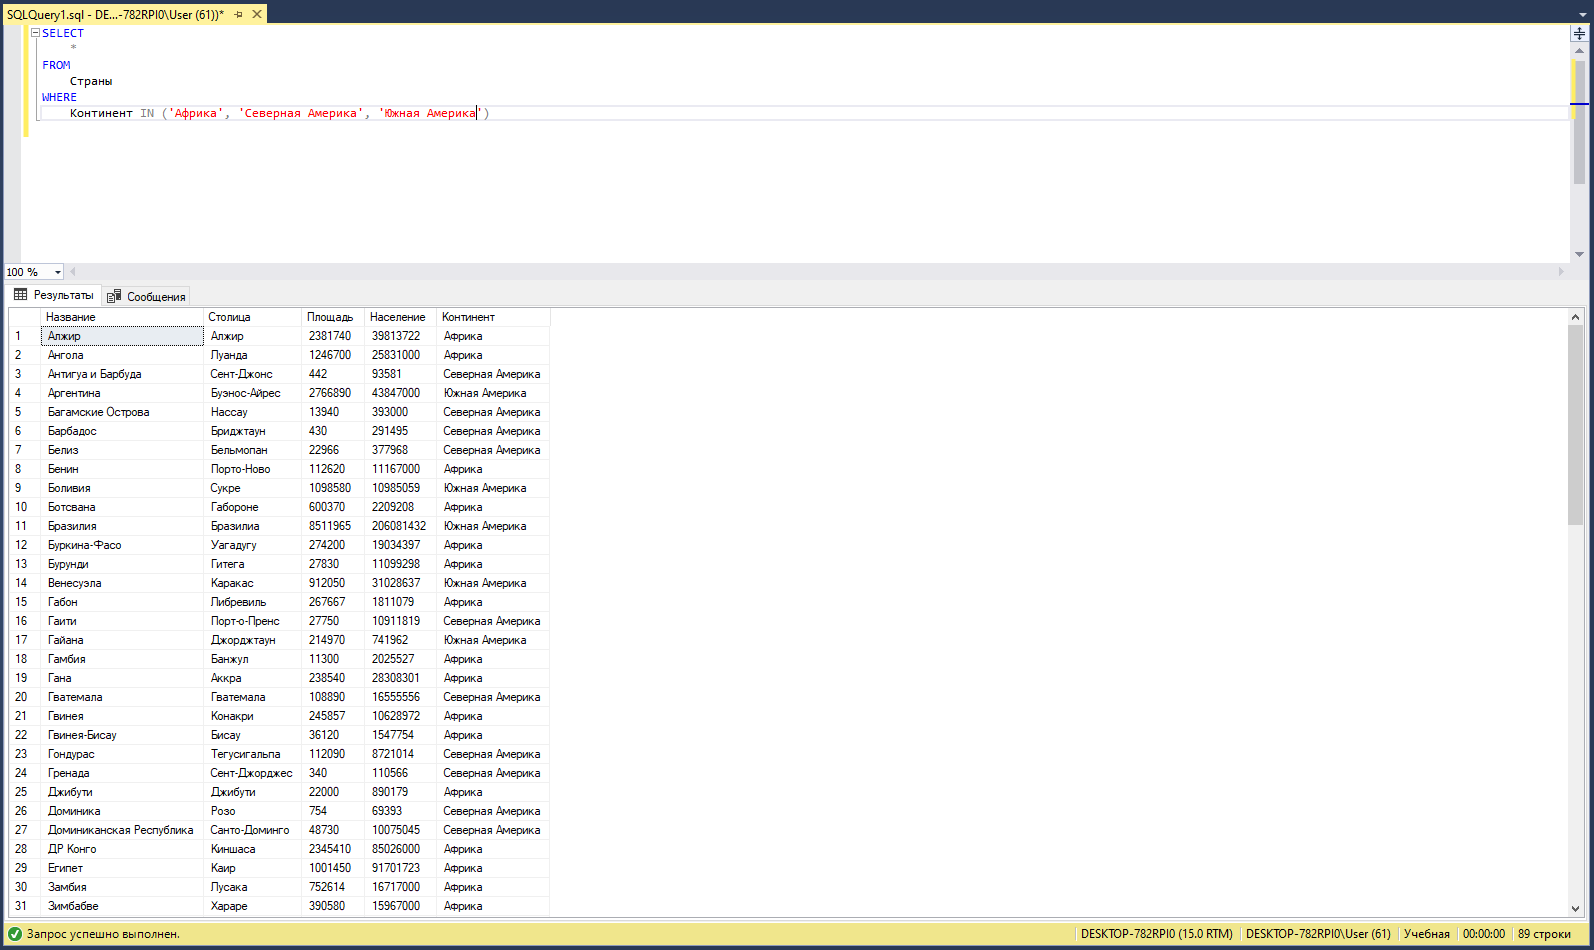 SQLQuery1.sql - DE...-782RPI0\User (61))*
SELECT
*
FROM
Страны
WHERE
Континент IN ('Африка', 'Северная Америка', 'Южная Америка')
100 %
Результаты Сообщения
Название Столица Площадь Население Континент
1 Алжир Алжир 2381740 39813722 Африка
2 Ангола Луанда 1246700 25831000 Африка
3 Антигуа и Барбуда Сент-Джонс 442 93581 Северная Америка
4 Аргентина Буэнос-Айрес 2766890 43847000 Южная Америка
5 Багамские Острова Нассау 13940 393000 Северная Америка
6 Барбадос Бриджтаун 430 291495 Северная Америка
7 Белиз Бельмопан 22966 377968 Северная Америка
8 Бенин Порто-Ново 112620 11167000 Африка
9 Боливия Сукре 1098580 10985059 Южная Америка
10 Ботсвана Габороне 600370 2209208 Африка
11 Бразилия Бразилиа 8511965 206081432 Южная Америка
12 Буркина-Фасо Уагадугу 274200 19034397 Африка
13 Бурунди Гитега 27830 11099298 Африка
14 Венесуэла Каракас 912050 31028637 Южная Америка
15 Габон Либревиль 267667 1811079 Африка
16 Гаити Порт-о-Пренс 27750 10911819 Северная Америка
17 Гайана Джорджтаун 214970 741962 Южная Америка
18 Гамбия Банжул 11300 2025527 Африка
19 Гана Аккра 238540 28308301 Африка
20 Гватемала Гватемала 108890 16555556 Северная Америка
21 Гвинея Конакри 245857 10628972 Африка
22 Гвинея-Бисау Бисау 36120 1547754 Африка
23 Гондурас Тегусигальпа 112090 8721014 Северная Америка
24 Гренада Сент-Джорджес 340 110566 Северная Америка
25 Джибути Джибути 22000 890179 Африка
26 Доминика Розо 754 69393 Северная Америка
27 Доминиканская Республика Санто-Доминго 48730 10075045 Северная Америка
28 ДР Конго Киншаса 2345410 85026000 Африка
29 Египет Каир 1001450 91701723 Африка
30 Замбия Лусака 752614 16717000 Африка
31 Зимбабве Хараре 390580 15967000 Африка
Запрос успешно выполнен. DESKTOP-782RPI0 (15.0 RTM) DESKTOP-782RPI0\User (61) Учебная 00:00:00 89 строки